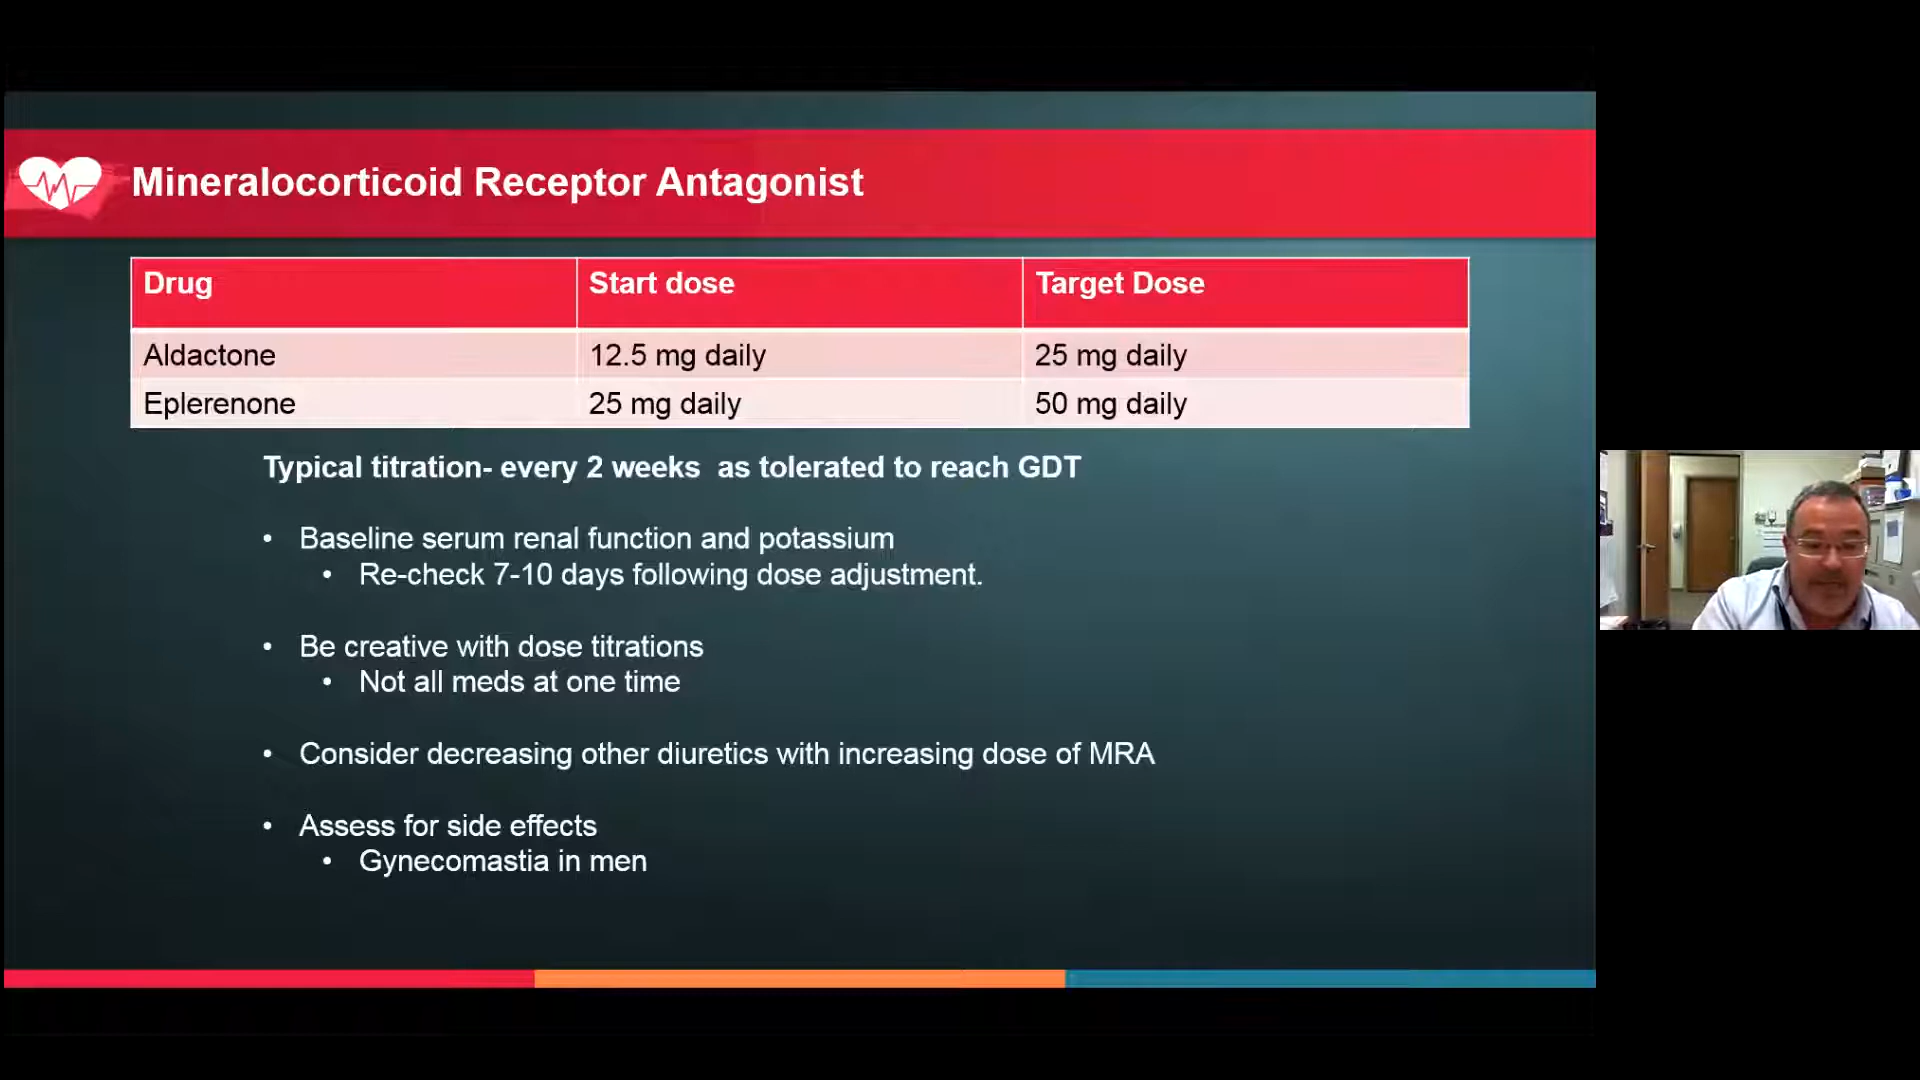 Mineralocorticoid Receptor Antagonist
Drug Start dose Target Dose
Aldactone 12.5 mg daily 25 mg daily
Eplerenone 25 mg daily 50 mg daily
Typical titration- every 2 weeks  as tolerated to reach GDT
• Baseline serum renal function and potassium
• Re-check 7-10 days following dose adjustment.
• Be creative with dose titrations
• Not all meds at one time
• Consider decreasing other diuretics with increasing dose of MRA
• Assess for side effects
• Gynecomastia in men